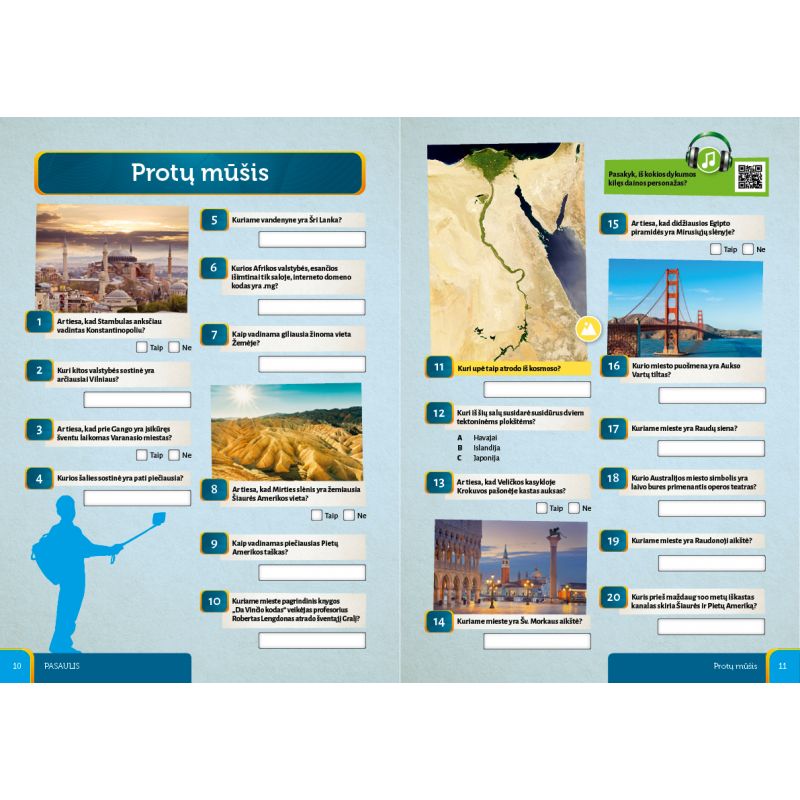 Protų mūšis
1
Ar tiesa, kad Stambulas anksčiau
vadintas Konstantinopoliu?
Taip Ne
2
Kuri kitos valstybės sostinė yra
arčiausiai Vilniaus?
3
Ar tiesa, kad prie Gango yra įsikūręs
šventu laikomas Varanasio miestas?
Taip Ne
4
Kurios šalies sostinė yra pati piečiausia?
5
Kuriame vandenyne yra Šri Lanka?
6
Kurios Afrikos valstybės, esančios
išimtinai tik saloje, interneto domeno
kodas yra .mg?
7
Kaip vadinama giliausia žinoma vieta
Žemėje?
8
Ar tiesa, kad Mirties slėnis yra žemiausia
Šiaurės Amerikos vieta?
Taip Ne
9
Kaip vadinamas piečiausias Pietų
Amerikos taškas?
10
Kuriame mieste pagrindinis knygos
„Da Vinčio kodas“ veikėjas profesorius
Robertas Lengdonas atrado šventąjį Gralį?
10 PASAULIS
11
Kuri upė taip atrodo iš kosmoso?
12
Kuri iš šių salų susidarė susidūrus dviem
tektoninėms plokštėms?
A Havajai
B Islandija
C Japonija
13
Ar tiesa, kad Veličkos kasykloje
Krokuvos pašonėje kastas auksas?
Taip Ne
14
Kuriame mieste yra Šv. Morkaus aikštė?
Pasakyk, iš kokios dykumos
kilęs dainos personažas?
15
Ar tiesa, kad didžiausios Egipto
piramidės yra Mirusiųjų slėnyje?
Taip Ne
16
Kurio miesto puošmena yra Aukso
Vartų tiltas?
17
Kuriame mieste yra Raudų siena?
18
Kurio Australijos miesto simbolis yra
laivo bures primenantis operos teatras?
19
Kuriame mieste yra Raudonoji aikštė?
20
Kuris prieš maždaug 100 metų iškastas
kanalas skiria Šiaurės ir Pietų Ameriką?
Protų mūšis 11